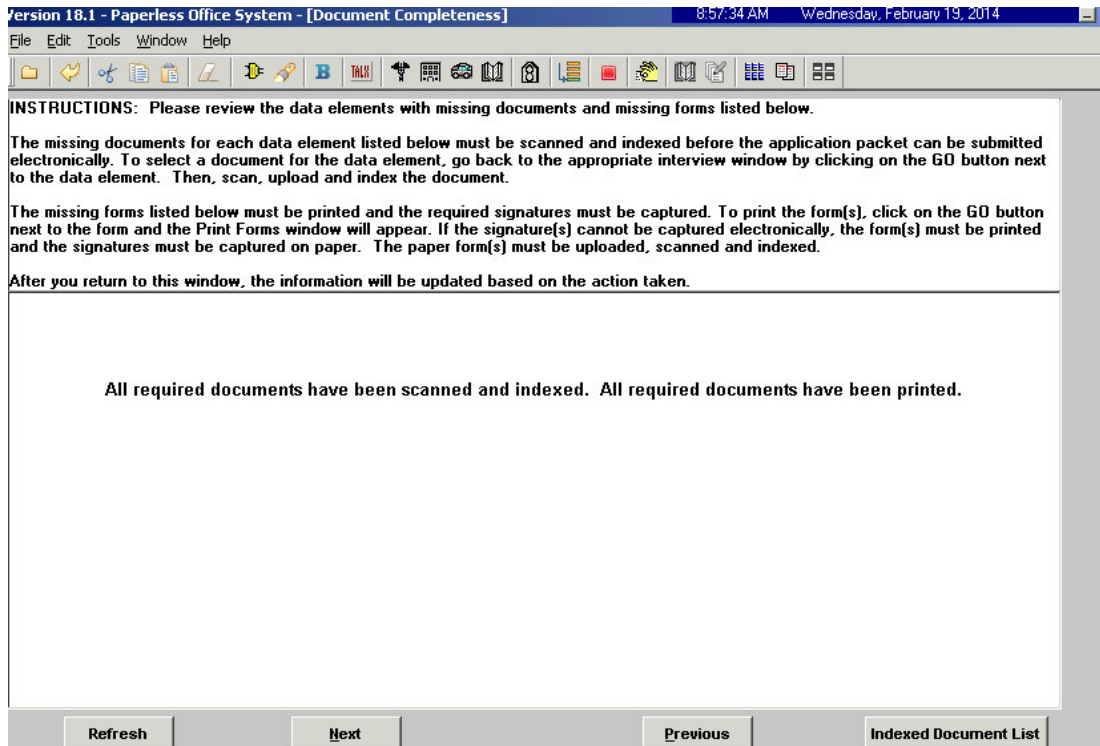 Version 18.1 - Paperless Office System - [Document Completeness] 8:57:34 AM Wednesday, February 19, 2014
File Edit Tools Window Help
B TALX
INSTRUCTIONS: Please review the data elements with missing documents and missing forms listed below.
The missing documents for each data element listed below must be scanned and indexed before the application packet can be submitted
electronically. To select a document for the data element, go back to the appropriate interview window by clicking on the GO button next
to the data element. Then, scan, upload and index the document.
The missing forms listed below must be printed and the required signatures must be captured. To print the form(s), click on the GO button
next to the form and the Print Forms window will appear. If the signature(s) cannot be captured electronically, the form(s) must be printed
and the signatures must be captured on paper. The paper form(s) must be uploaded, scanned and indexed.
After you return to this window, the information will be updated based on the action taken.
All required documents have been scanned and indexed. All required documents have been printed.
Refresh Next Previous Indexed Document List